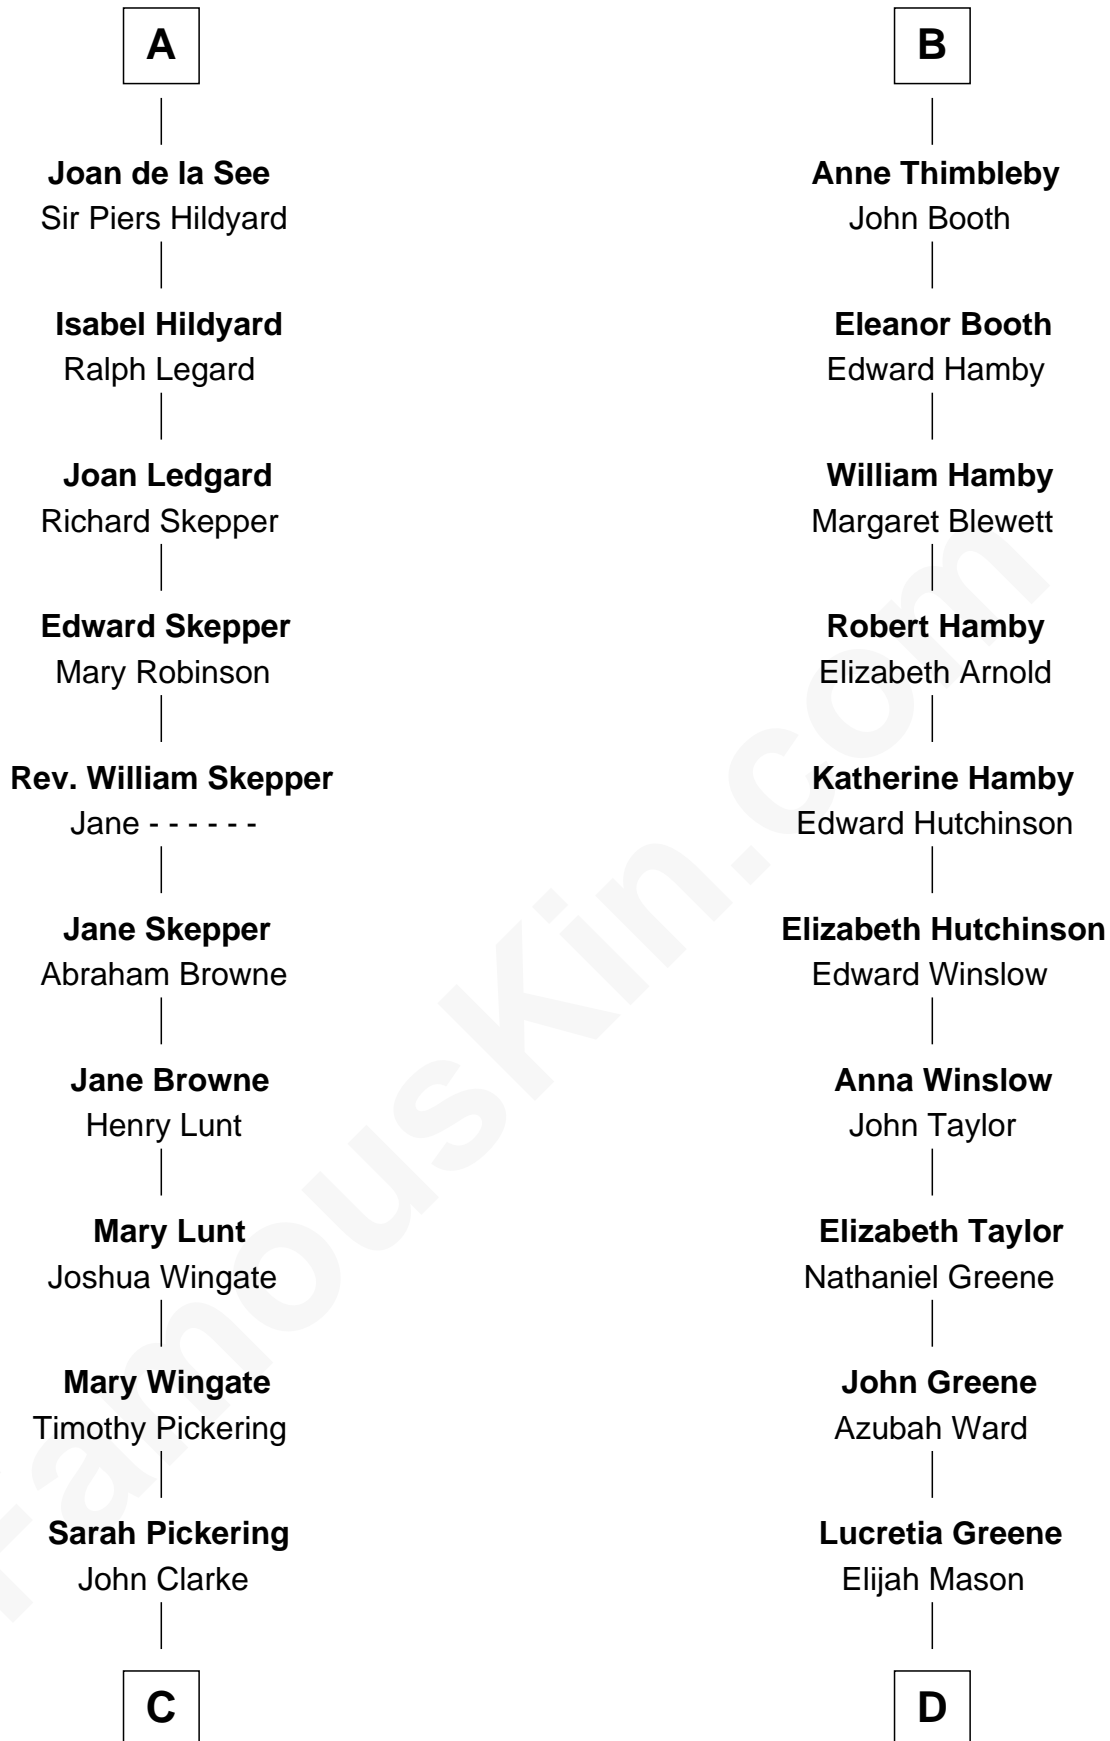 A
Joan de la See
Sir Piers Hildyard
Isabel Hildyard
Ralph Legard
Joan Ledgard
Richard Skepper
Edward Skepper
Mary Robinson
Rev. William Skepper
Jane - - - - - -
Jane Skepper
Abraham Browne
Jane Browne
Henry Lunt
Mary Lunt
Joshua Wingate
Mary Wingate
Timothy Pickering
Sarah Pickering
John Clarke
C
B
Anne Thimbleby
John Booth
Eleanor Booth
Edward Hamby
William Hamby
Margaret Blewett
Robert Hamby
Elizabeth Arnold
Katherine Hamby
Edward Hutchinson
Elizabeth Hutchinson
Edward Winslow
Anna Winslow
John Taylor
Elizabeth Taylor
Nathaniel Greene
John Greene
Azubah Ward
Lucretia Greene
Elijah Mason
D
FamousKin.com